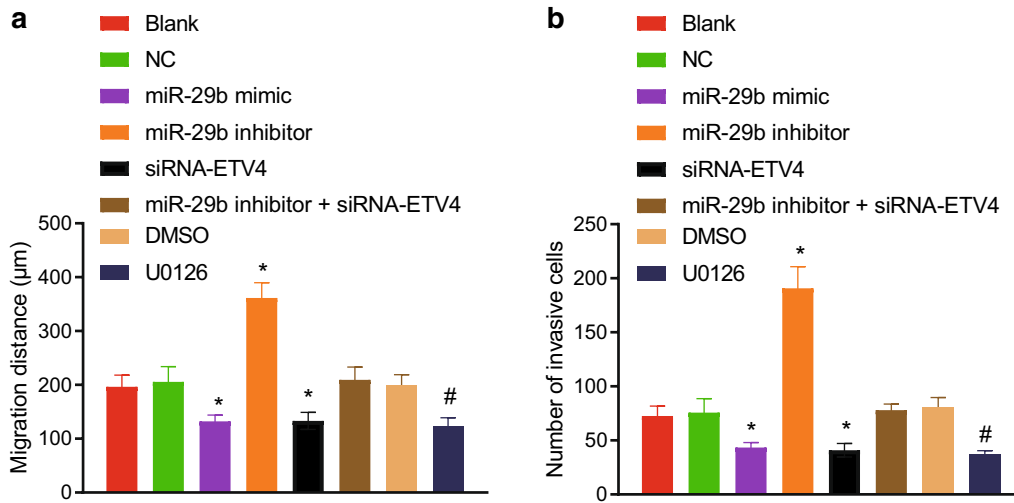 a
Blank
NC
miR-29b mimic
miR-29b inhibitor
siRNA-ETV4
miR-29b inhibitor + siRNA-ETV4
DMSO
U0126
Migration distance (μm)
500
400
300
200
100
0
*
*
*
#
b
Blank
NC
miR-29b mimic
miR-29b inhibitor
siRNA-ETV4
miR-29b inhibitor + siRNA-ETV4
DMSO
U0126
Number of invasive cells
250
200
150
100
50
0
*
*
*
#